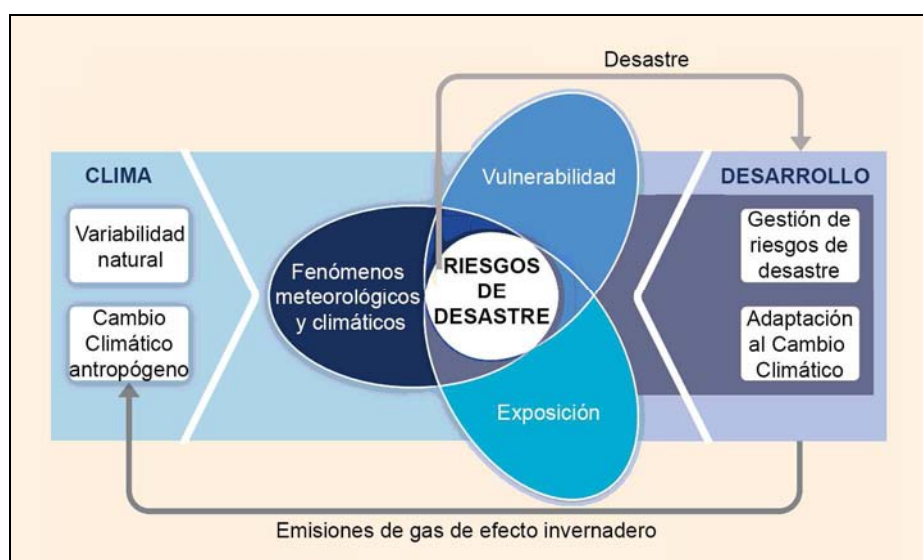 Desastre
CLIMA
Variabilidad
natural
Cambio
Climático
antropógeno
Fenómenos
meteorológicos
y climáticos
Vulnerabilidad
RIESGOS
DE
DESASTRE
Exposición
DESARROLLO
Gestión de
riesgos de
desastre
Adaptación
al Cambio
Climático
Emisiones de gas de efecto invernadero